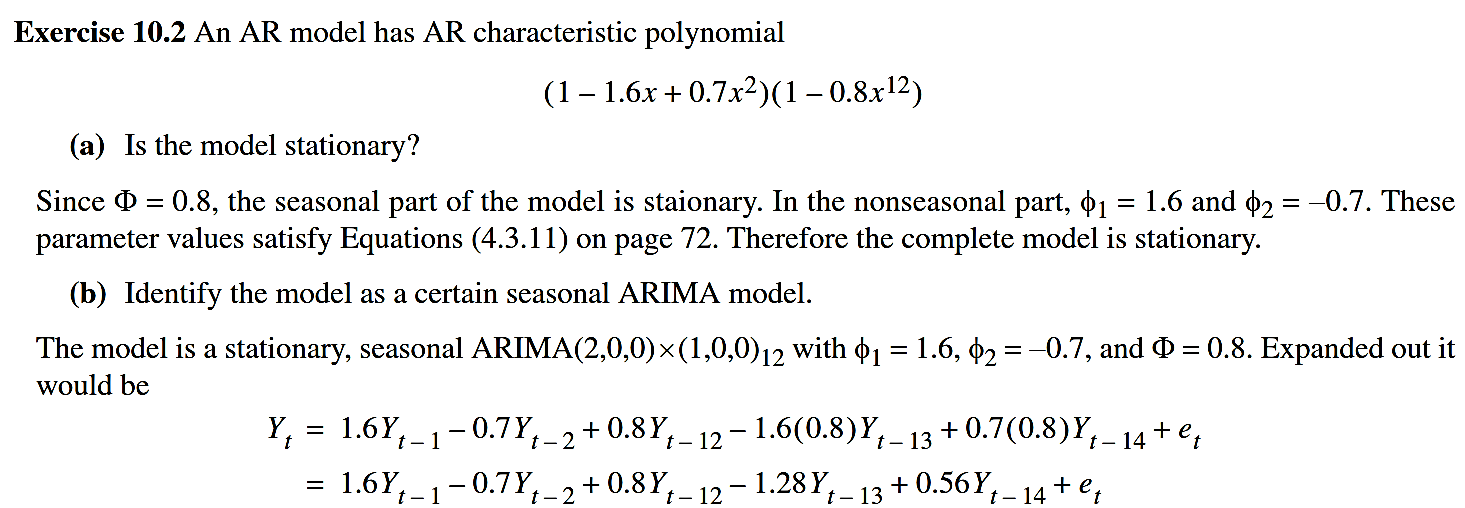 Exercise 10.2 An AR model has AR characteristic polynomial
(1 – 1.6x + 0.7x²)(1 – 0.8x¹²)
(a) Is the model stationary?
Since Φ = 0.8, the seasonal part of the model is staionary. In the nonseasonal part, ϕ₁ = 1.6 and ϕ₂ = –0.7. These
parameter values satisfy Equations (4.3.11) on page 72. Therefore the complete model is stationary.
(b) Identify the model as a certain seasonal ARIMA model.
The model is a stationary, seasonal ARIMA(2,0,0)×(1,0,0)₁₂ with ϕ₁ = 1.6, ϕ₂ = –0.7, and Φ = 0.8. Expanded out it
would be
Yₜ = 1.6Yₜ₋₁ – 0.7Yₜ₋₂ + 0.8Yₜ₋₁₂ – 1.6(0.8)Yₜ₋₁₃ + 0.7(0.8)Yₜ₋₁₄ + eₜ
= 1.6Yₜ₋₁ – 0.7Yₜ₋₂ + 0.8Yₜ₋₁₂ – 1.28Yₜ₋₁₃ + 0.56Yₜ₋₁₄ + eₜ